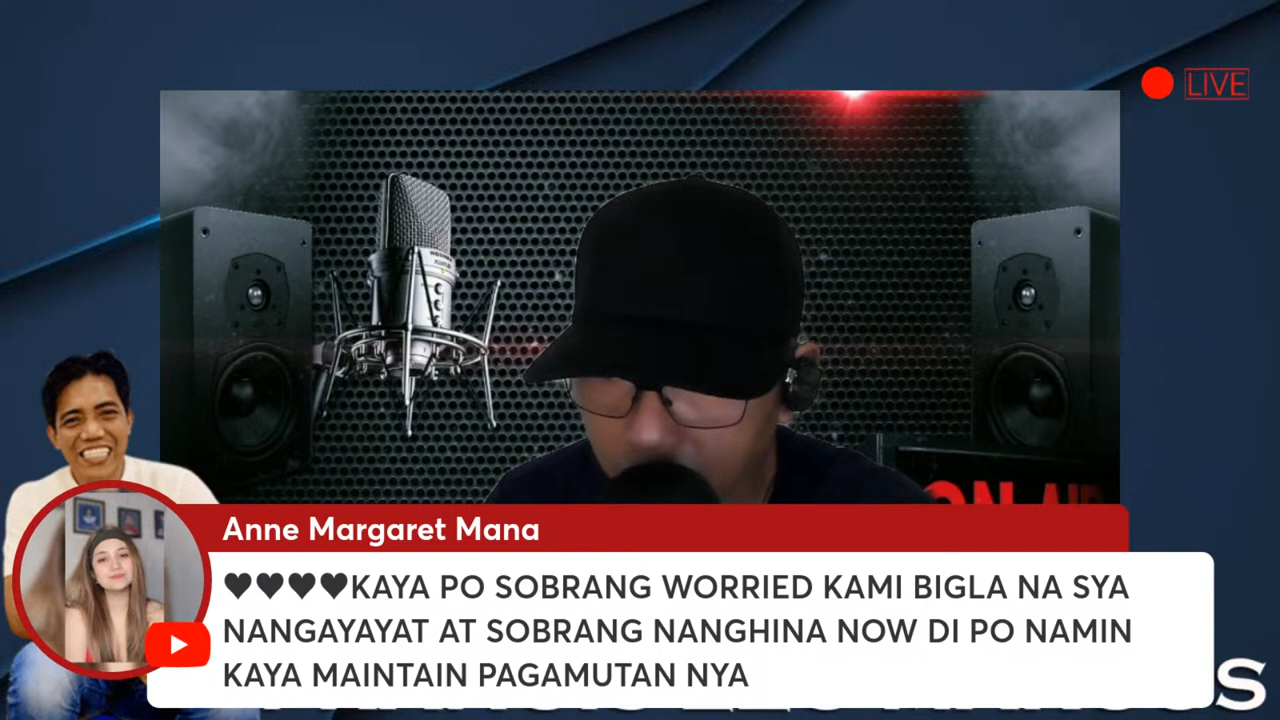 LIVE
Anne Margaret Mana
♥♥♥♥KAYA PO SOBRANG WORRIED KAMI BIGLA NA SYA
NANGAYAYAT AT SOBRANG NANGHINA NOW DI PO NAMIN
KAYA MAINTAIN PAGAMUTAN NYA